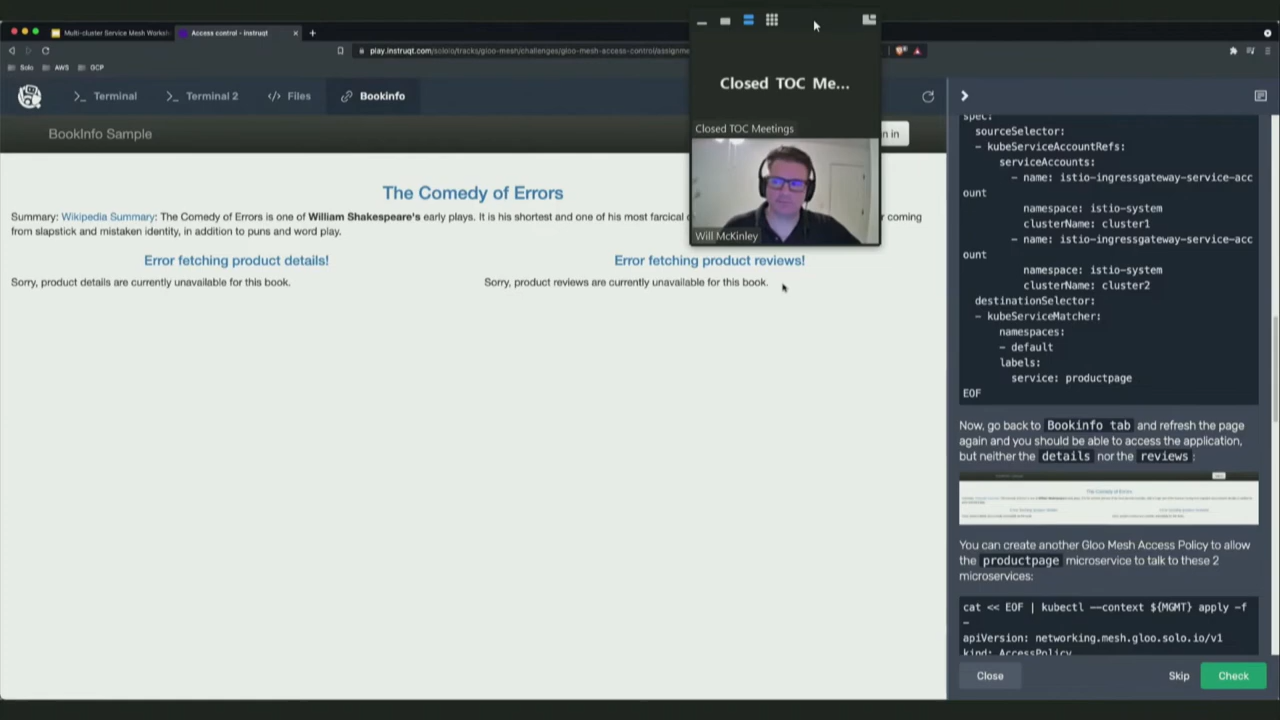 Multi-cluster Service Mesh Worksh
Access control - Instruqt
play.instruqt.com/soloio/tracks/gloo-mesh/challenges/gloo-mesh-access-control/assignme
Solo
AWS
GCP
Closed TOC Me...
Closed TOC Meetings
Will McKinley
>_ Terminal
>_ Terminal 2
</> Files
Bookinfo
BookInfo Sample
n in
The Comedy of Errors
Summary: Wikipedia Summary: The Comedy of Errors is one of William Shakespeare's early plays. It is his shortest and one of his most farcical r coming
from slapstick and mistaken identity, in addition to puns and word play.
Error fetching product details!
Sorry, product details are currently unavailable for this book.
Error fetching product reviews!
Sorry, product reviews are currently unavailable for this book.
spec:
sourceSelector:
- kubeServiceAccountRefs:
serviceAccounts:
- name: istio-ingressgateway-service-acc
ount
namespace: istio-system
clusterName: cluster1
- name: istio-ingressgateway-service-acc
ount
namespace: istio-system
clusterName: cluster2
destinationSelector:
- kubeServiceMatcher:
namespaces:
- default
labels:
service: productpage
EOF
Now, go back to Bookinfo tab and refresh the page
again and you should be able to access the application,
but neither the details nor the reviews :
The Comedy of Errors
You can create another Gloo Mesh Access Policy to allow
the productpage microservice to talk to these 2
microservices:
cat << EOF | kubectl --context ${MGMT} apply -f
-
apiVersion: networking.mesh.gloo.solo.io/v1
kind: AccessPolicy
Close
Skip
Check